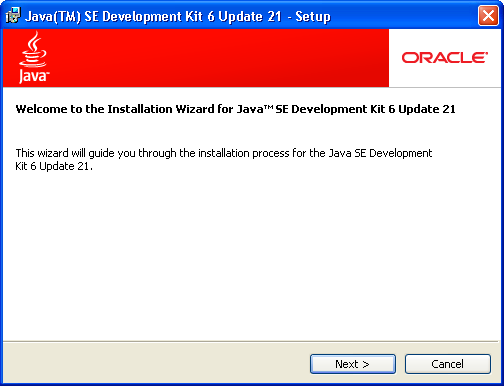 Java(TM) SE Development Kit 6 Update 21 - Setup
Java™
ORACLE®
Welcome to the Installation Wizard for Java™ SE Development Kit 6 Update 21
This wizard will guide you through the installation process for the Java SE Development
Kit 6 Update 21.
Next >
Cancel